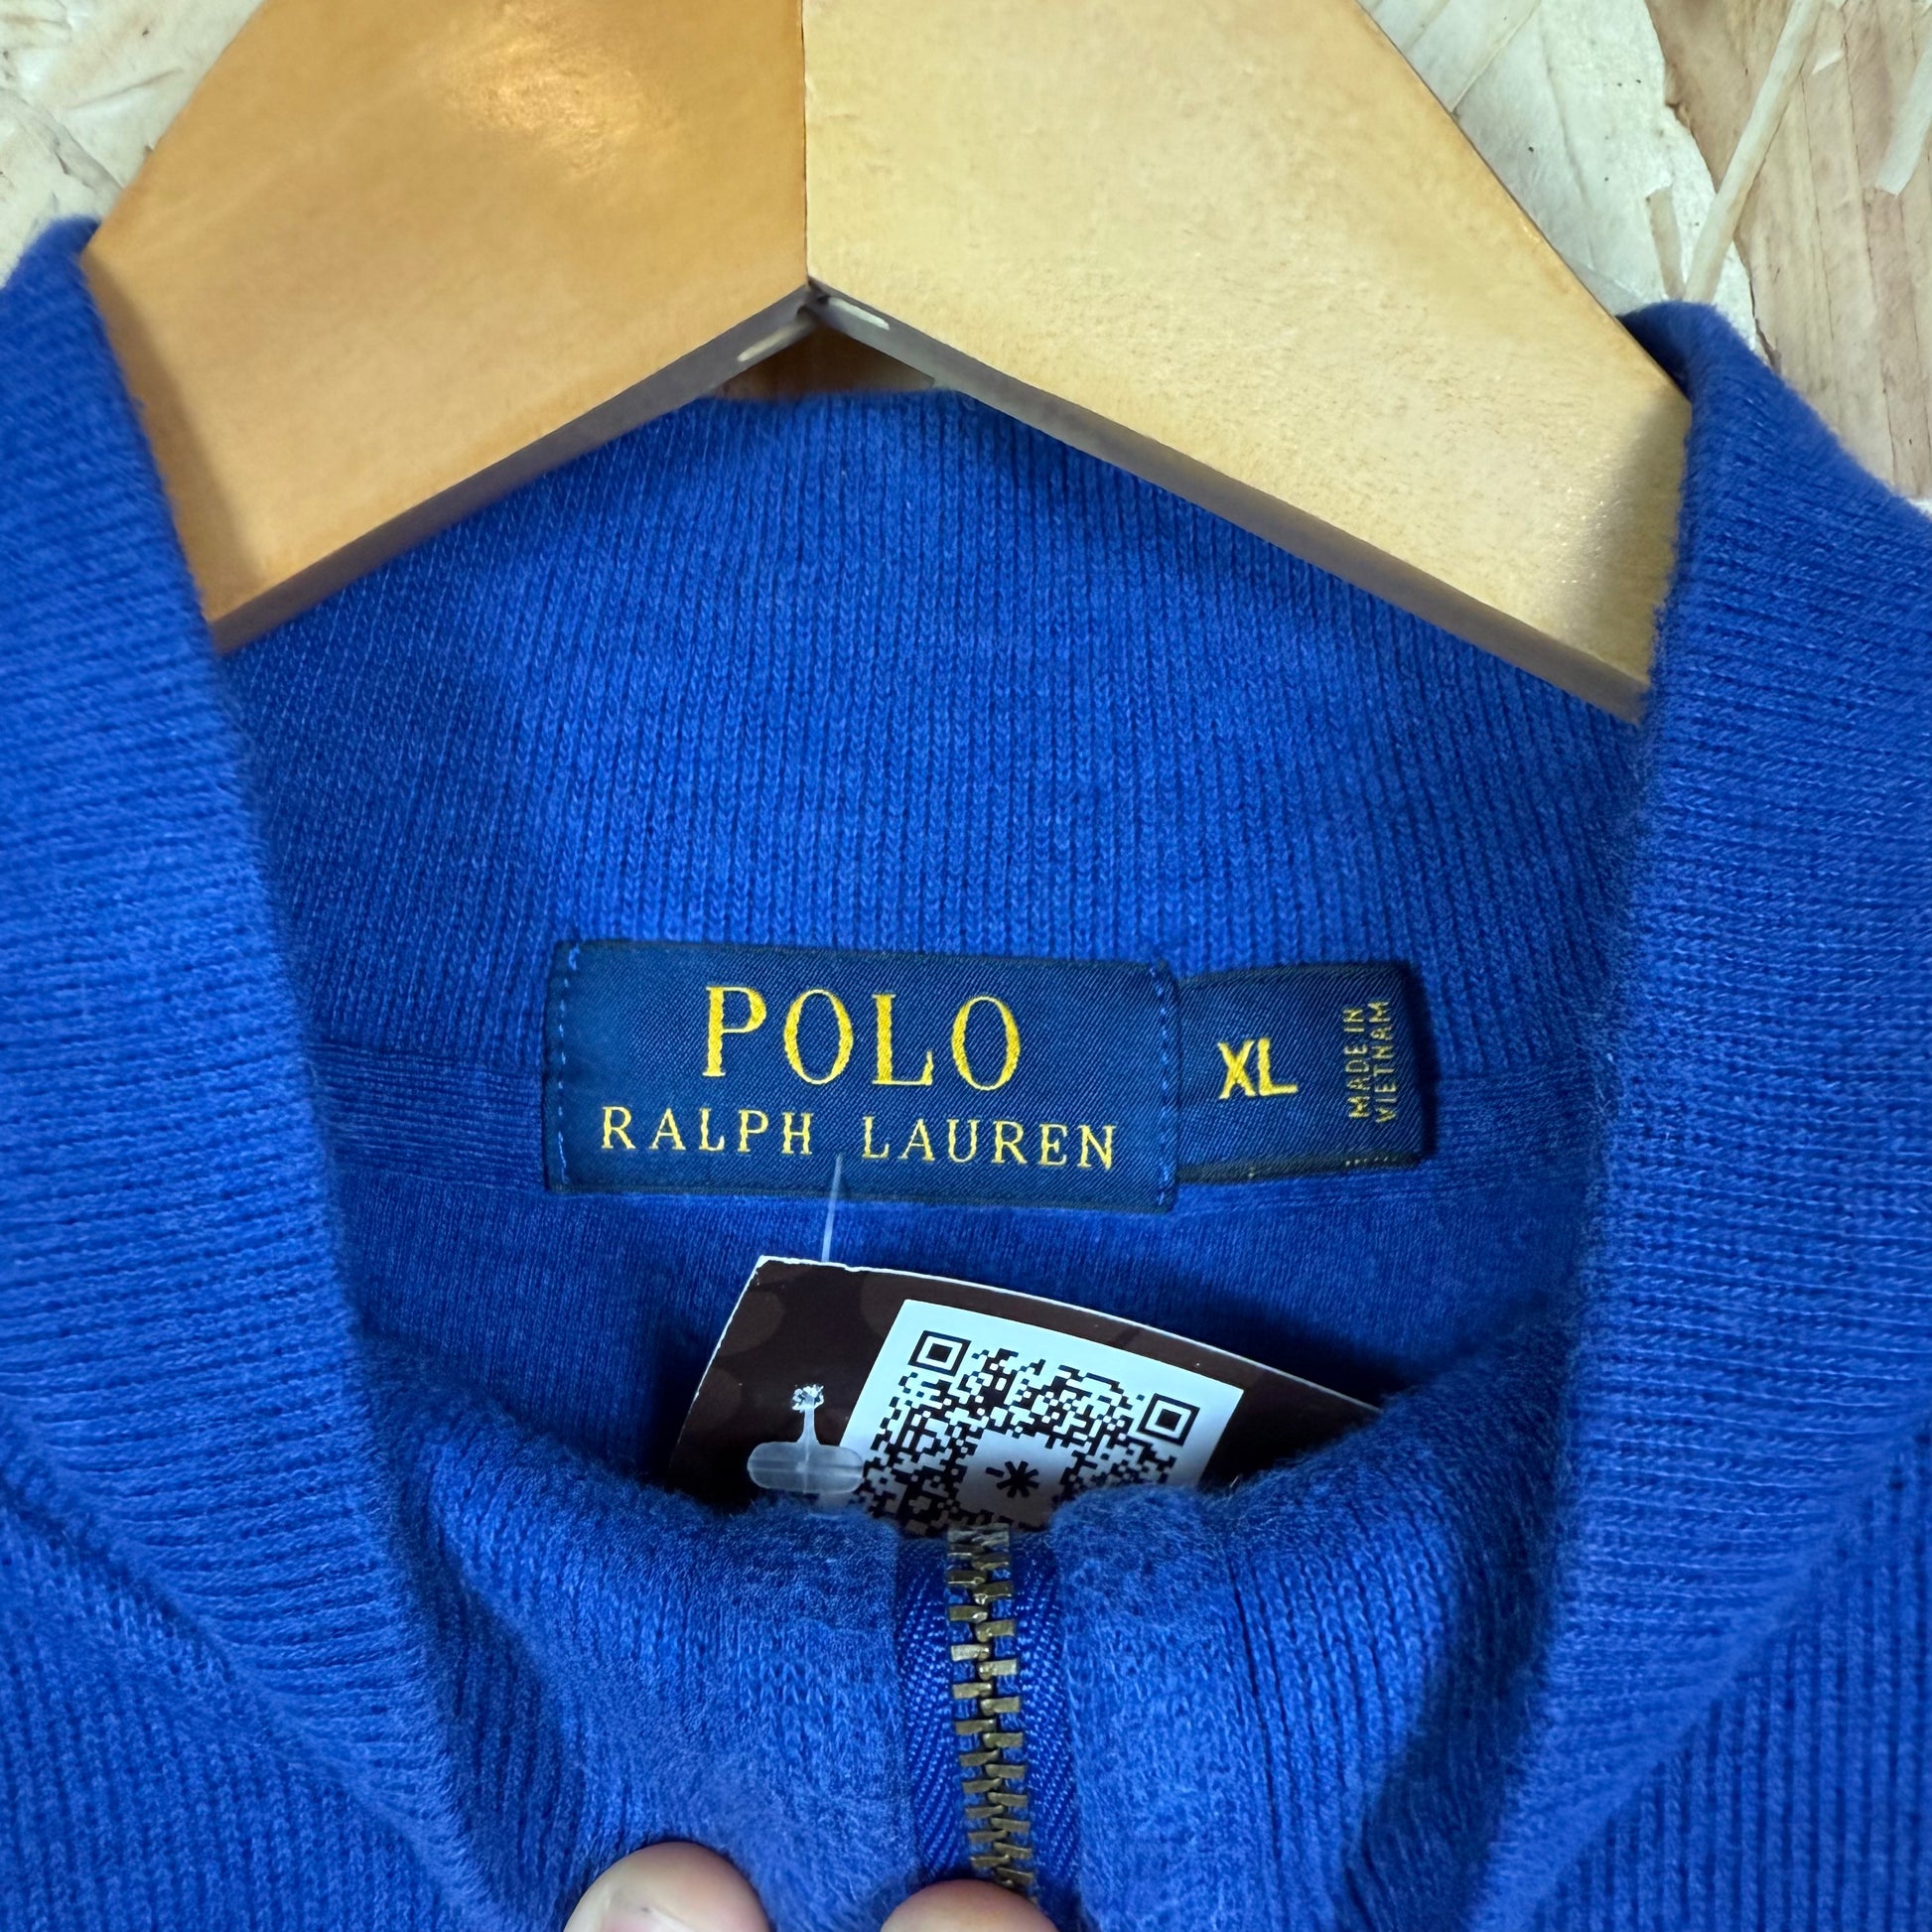 POLO
RALPH LAUREN
XL
MADE IN
VIETNAM